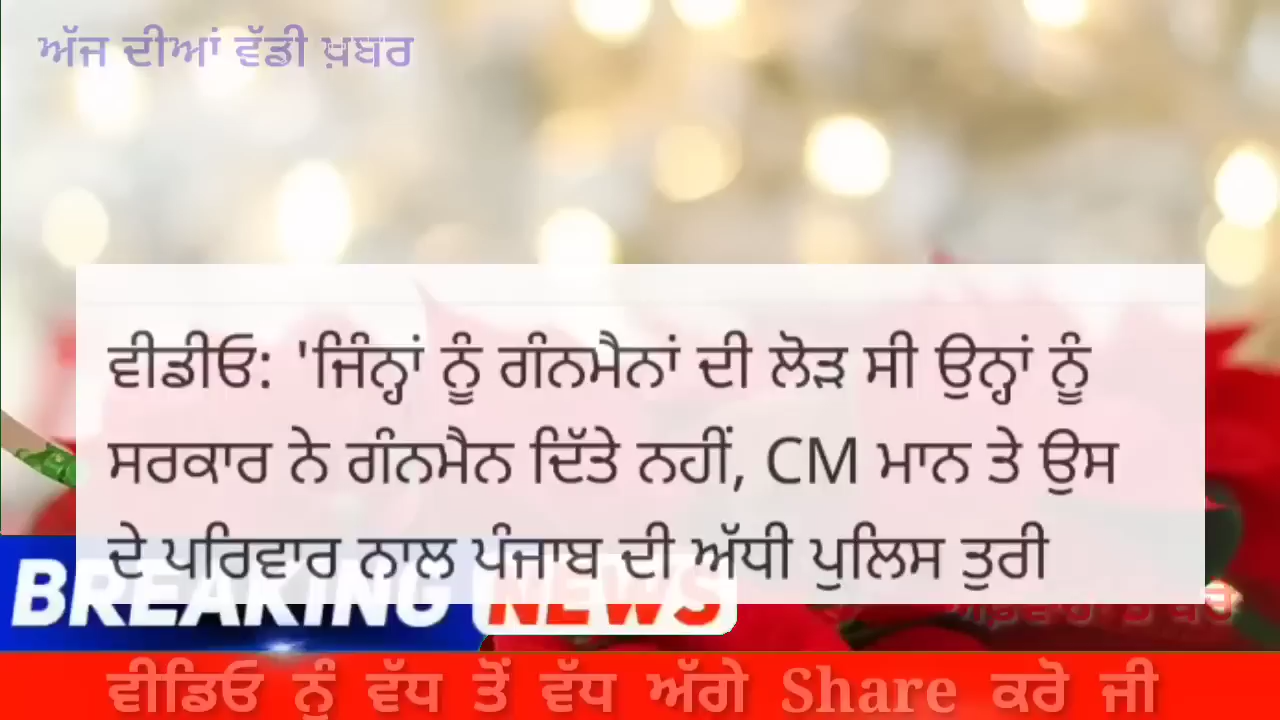 ਅੱਜ ਦੀਆਂ ਵੱਡੀ ਖ਼ਬਰ
ਵੀਡੀਓ: 'ਜਿੰਨ੍ਹਾਂ ਨੂੰ ਗੰਨਮੈਨਾਂ ਦੀ ਲੋੜ ਸੀ ਉਨ੍ਹਾਂ ਨੂੰ
ਸਰਕਾਰ ਨੇ ਗੰਨਮੈਨ ਦਿੱਤੇ ਨਹੀਂ, CM ਮਾਨ ਤੇ ਉਸ
ਦੇ ਪਰਿਵਾਰ ਨਾਲ ਪੰਜਾਬ ਦੀ ਅੱਧੀ ਪੁਲਿਸ ਤੁਰੀ
BREAKING NEWS
ਵੀਡਿਓ ਨੂੰ ਵੱਧ ਤੋਂ ਵੱਧ ਅੱਗੇ Share ਕਰੋ ਜੀ